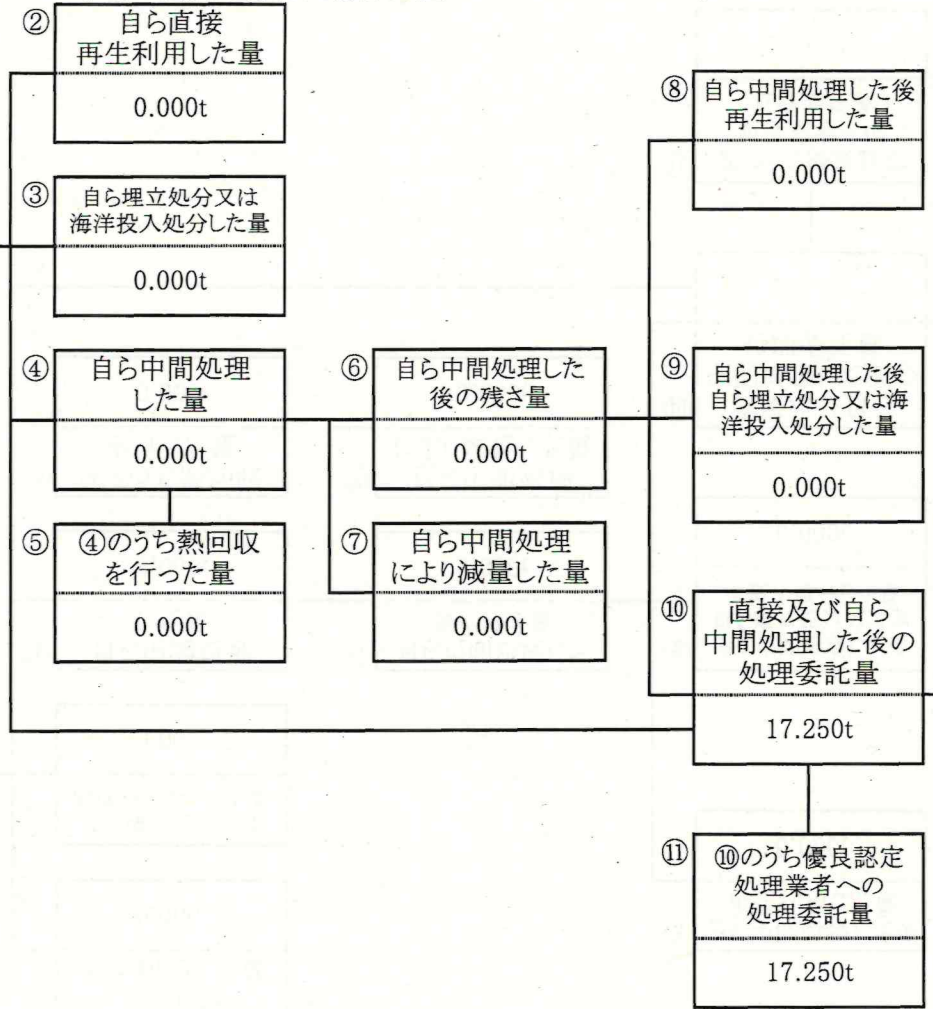 ②
自ら直接
再生利用した量
0.000t
③
自ら埋立処分又は
海洋投入処分した量
0.000t
④
自ら中間処理
した量
0.000t
⑤
④のうち熱回収
を行った量
0.000t
⑥
自ら中間処理した
後の残さ量
0.000t
⑦
自ら中間処理
により減量した量
0.000t
⑧
自ら中間処理した後
再生利用した量
0.000t
⑨
自ら中間処理した後
自ら埋立処分又は海
洋投入処分した量
0.000t
⑩
直接及び自ら
中間処理した後の
処理委託量
17.250t
⑪
⑩のうち優良認定
処理業者への
処理委託量
17.250t